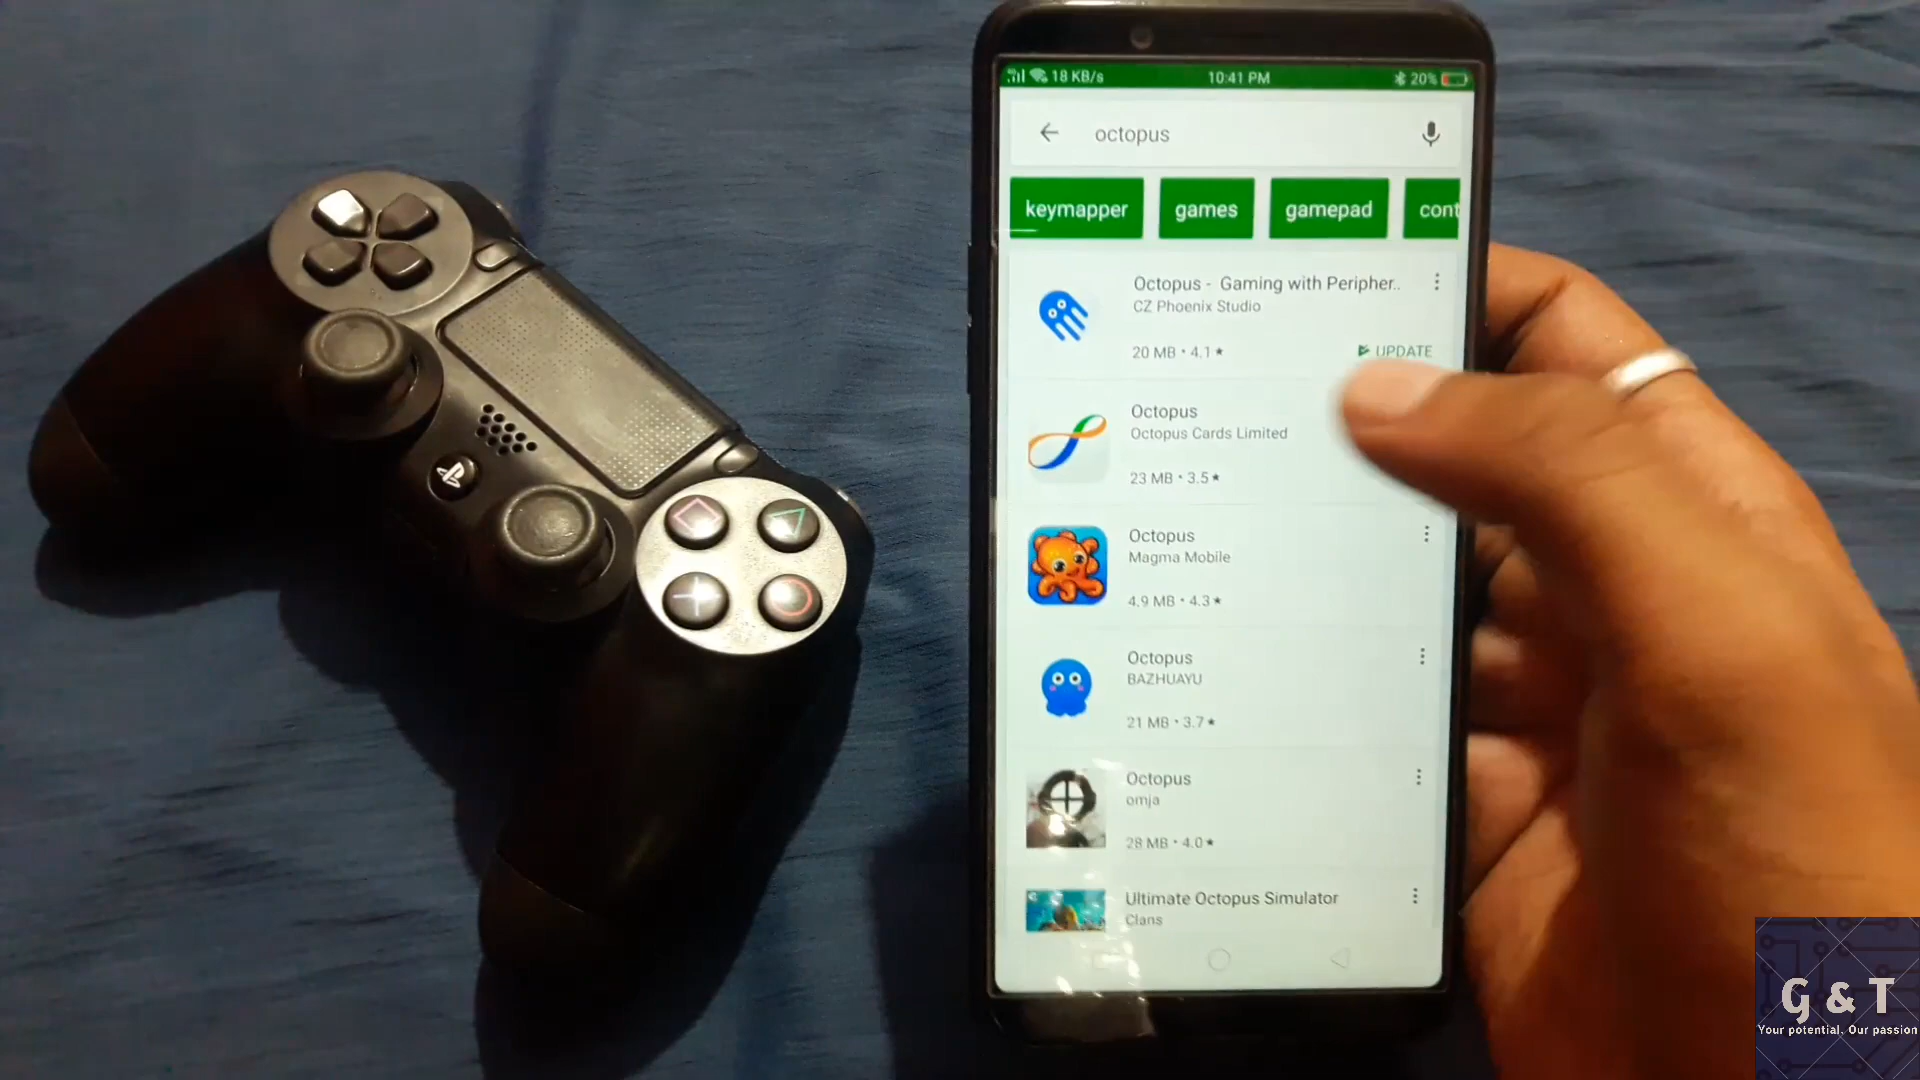 18 KB/s
10:41 PM
20%
octopus
keymapper
games
gamepad
cont
Octopus - Gaming with Peripher..
CZ Phoenix Studio
20 MB • 4.1 ★
UPDATE
Octopus
Octopus Cards Limited
23 MB • 3.5 ★
Octopus
Magma Mobile
4.9 MB • 4.3 ★
Octopus
BAZHUAYU
21 MB • 3.7 ★
Octopus
omja
28 MB • 4.0 ★
Ultimate Octopus Simulator
Clans
G & T
Your potential. Our passion